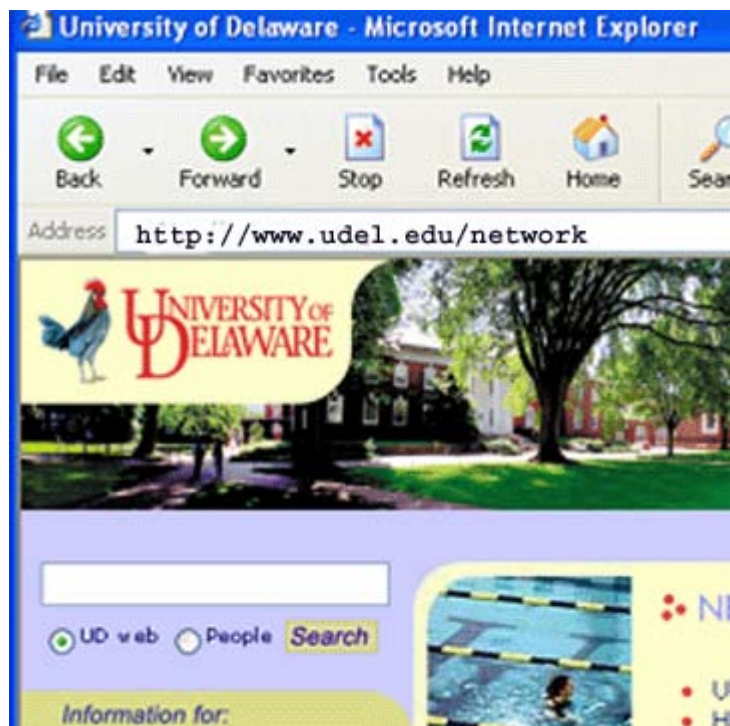 University of Delaware - Microsoft Internet Explorer
File Edit View Favorites Tools Help
Back Forward Stop Refresh Home
Address http://www.udel.edu/network
UNIVERSITY OF
DELAWARE
UD web People Search
Information for: